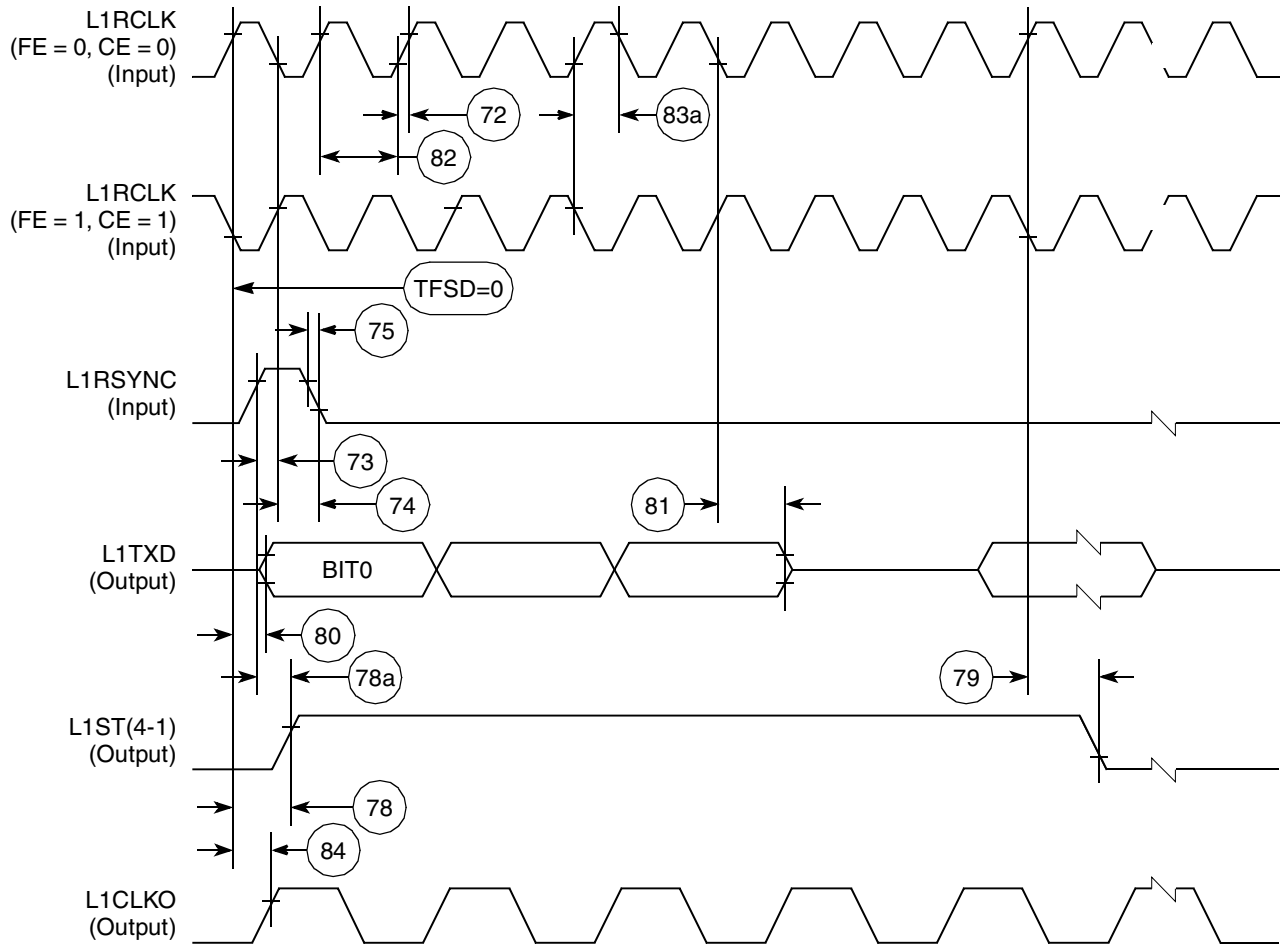 L1RCLK
(FE = 0, CE = 0)
(Input)
72
83a
82
L1RCLK
(FE = 1, CE = 1)
(Input)
TFSD=0
75
L1RSYNC
(Input)
73
74
81
L1TXD
(Output)
BIT0
80
78a
79
L1ST(4-1)
(Output)
78
84
L1CLKO
(Output)